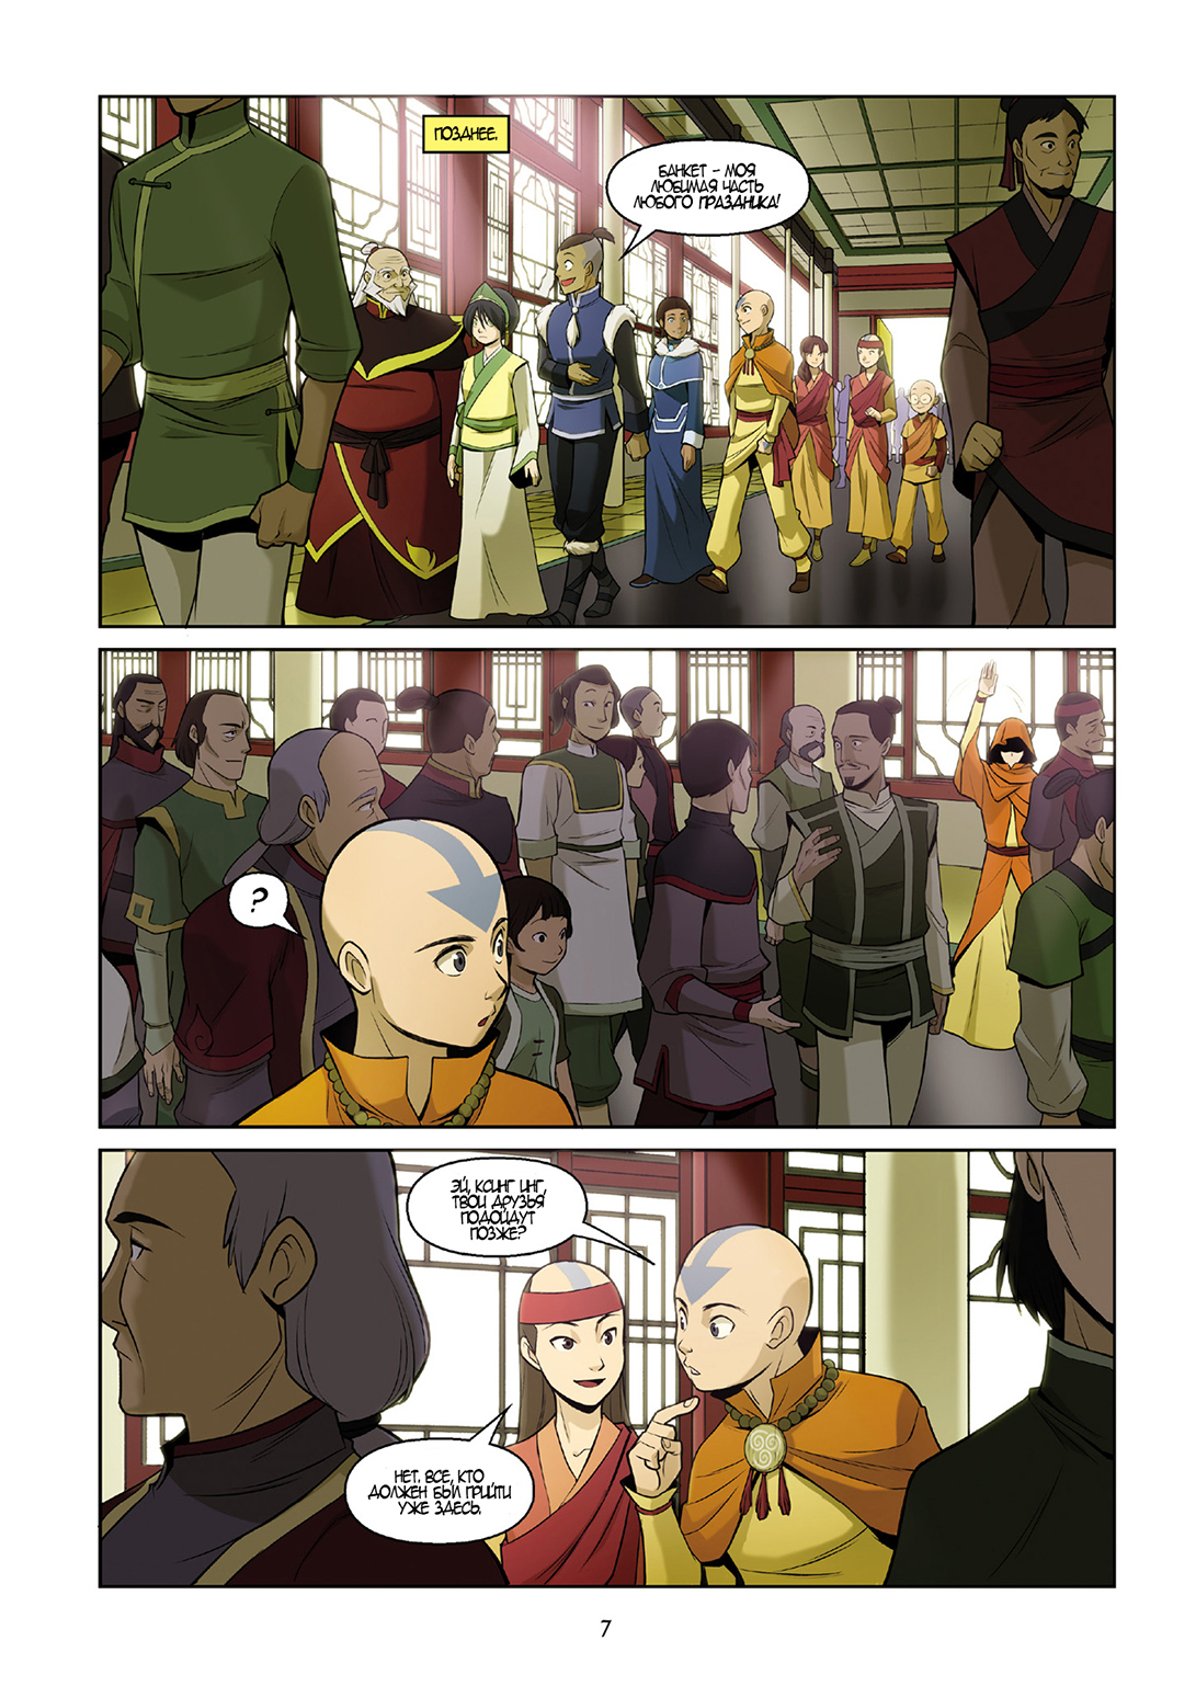 ПОЗДНЕЕ.
БАНКЕТ - МОЯ
ЛЮБИМАЯ ЧАСТЬ
ЛЮБОГО ПРАЗДНИКА!
?
ЭЙ, КСИНГ ИНГ,
ТВОИ ДРУЗЬЯ
ПОДОЙДУТ
ПОЗЖЕ?
НЕТ. ВСЕ, КТО
ДОЛЖЕН БЫЛ ПРИЙТИ
УЖЕ ЗДЕСЬ.
7